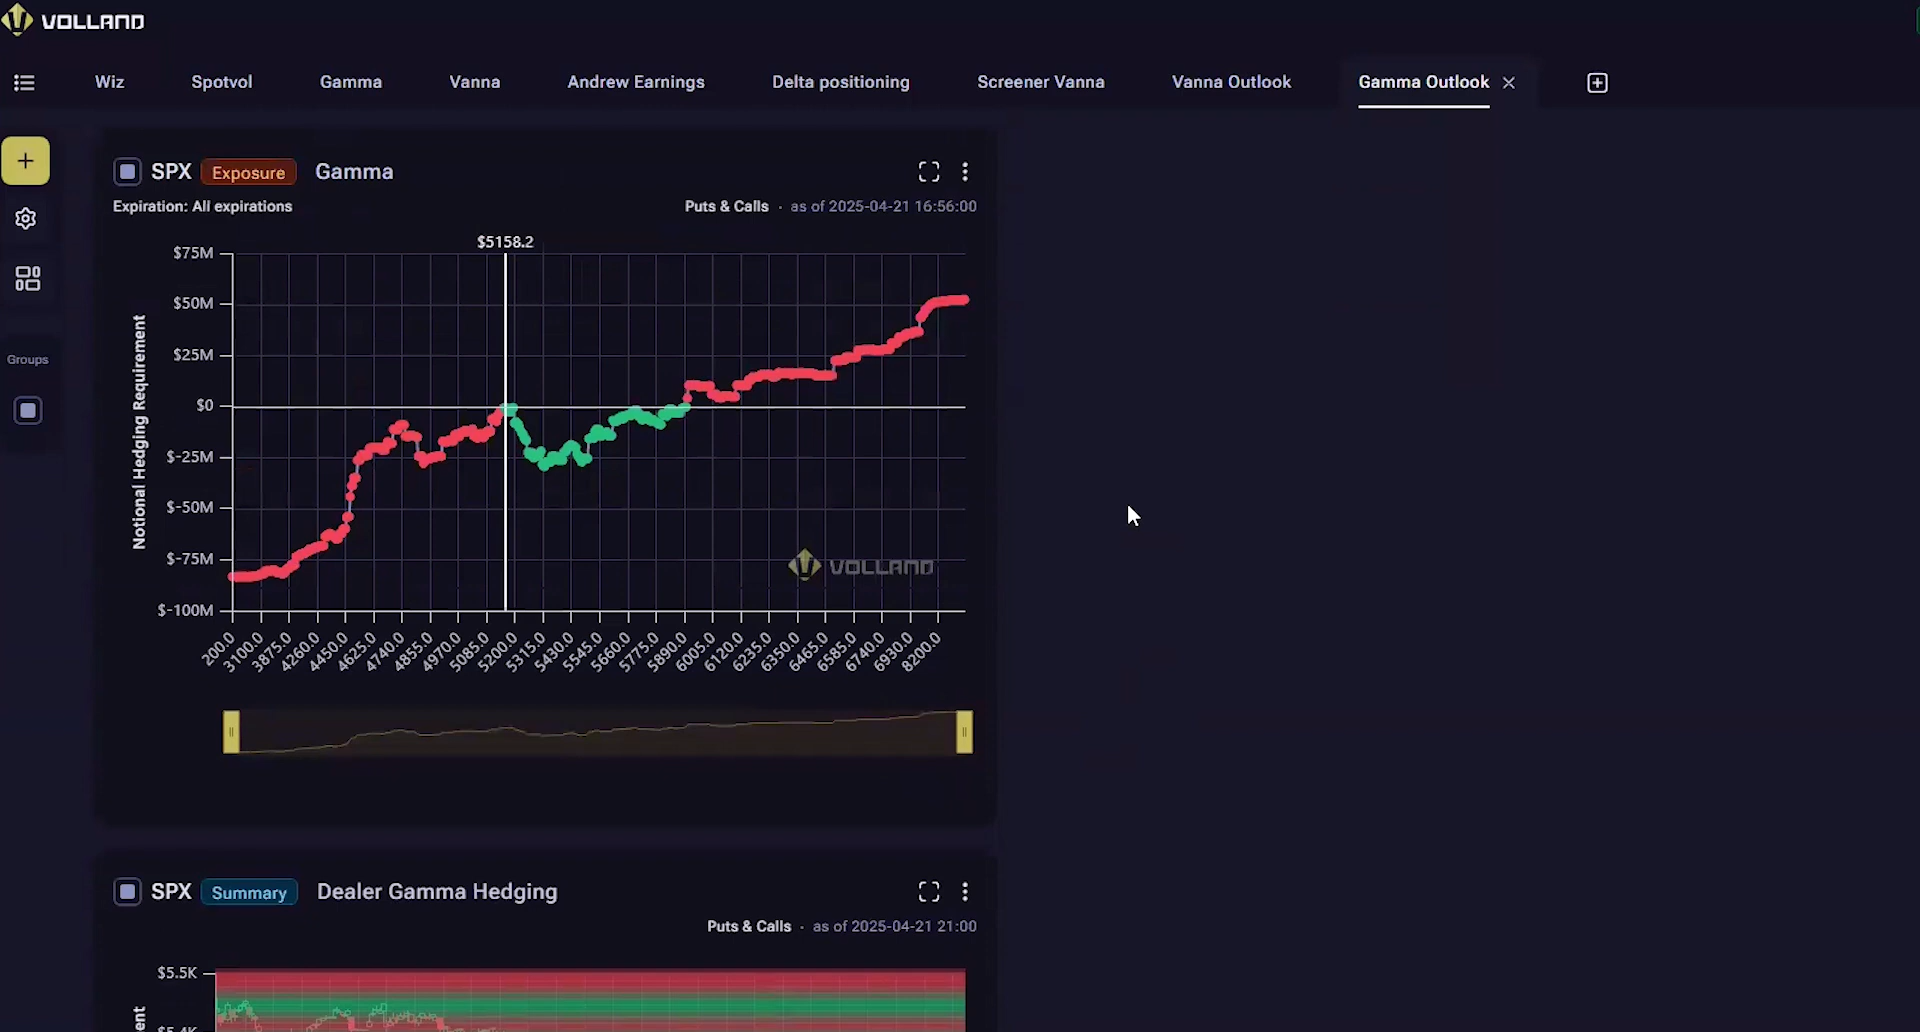 VOLLAND
Wiz
Spotvol
Gamma
Vanna
Andrew Earnings
Delta positioning
Screener Vanna
Vanna Outlook
Gamma Outlook
SPX Exposure Gamma
Expiration: All expirations
Puts & Calls · as of 2025-04-21 16:56:00
$5158.2
$75M
$50M
$25M
$0
$-25M
$-50M
$-75M
$-100M
Notional Hedging Requirement
200.0
3100.0
3875.0
4260.0
4450.0
4625.0
4740.0
4855.0
4970.0
5085.0
5200.0
5315.0
5430.0
5545.0
5660.0
5775.0
5890.0
6005.0
6120.0
6235.0
6350.0
6465.0
6585.0
6740.0
6930.0
8200.0
VOLLAND
Groups
SPX Summary Dealer Gamma Hedging
Puts & Calls · as of 2025-04-21 21:00
$5.5K